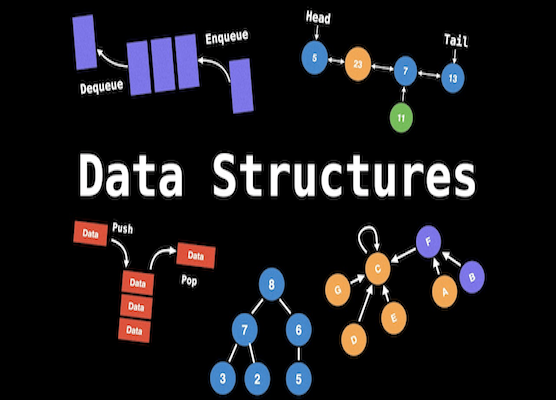 Head
Tail
Enqueue
Dequeue
5
23
7
13
11
Data Structures
Data
Push
Data
Pop
Data
Data
Data
8
7
6
3
2
5
F
C
B
G
A
E
D